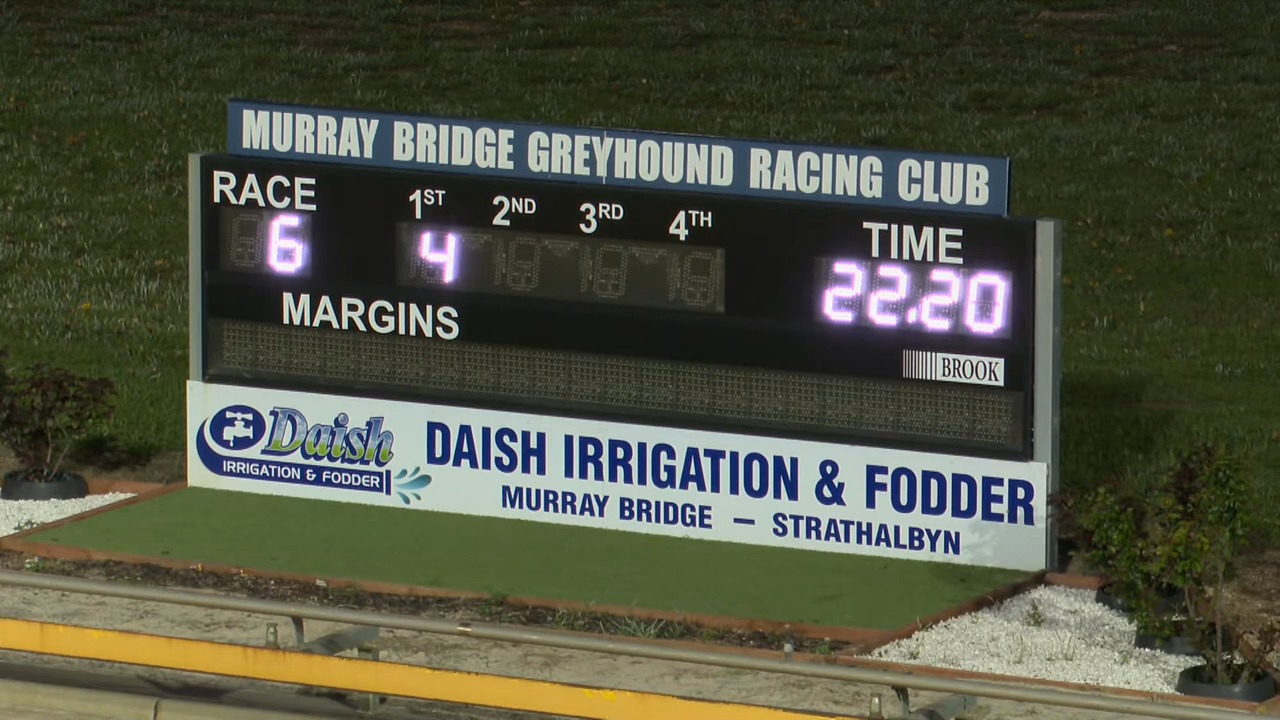 MURRAY BRIDGE GREYHOUND RACING CLUB
RACE 1ST 2ND 3RD 4TH TIME
6 4 22.20
MARGINS
BROOK
Daish
IRRIGATION & FODDER
DAISH IRRIGATION & FODDER
MURRAY BRIDGE – STRATHALBYN